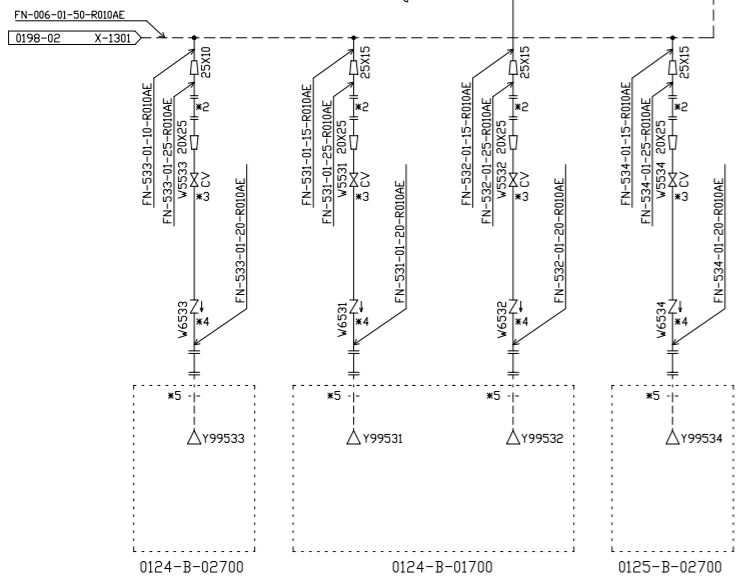 FN-006-01-50-R010AE
0198-02 X-1301
FN-533-01-10-R010AE
FN-533-01-25-R010AE
25X10
*2
20X25
W5533
CV
*3
FN-533-01-20-R010AE
W6533
*4
*5
Y99533
0124-B-02700
FN-531-01-15-R010AE
FN-531-01-25-R010AE
25X15
*2
20X25
W5531
CV
*3
FN-531-01-20-R010AE
W6531
*4
*5
Y99531
FN-532-01-15-R010AE
FN-532-01-25-R010AE
25X15
*2
20X25
W5532
CV
*3
FN-532-01-20-R010AE
W6532
*4
*5
Y99532
0124-B-01700
FN-534-01-15-R010AE
FN-534-01-25-R010AE
25X15
*2
20X25
W5534
CV
*3
FN-534-01-20-R010AE
W6534
*4
*5
Y99534
0125-B-02700